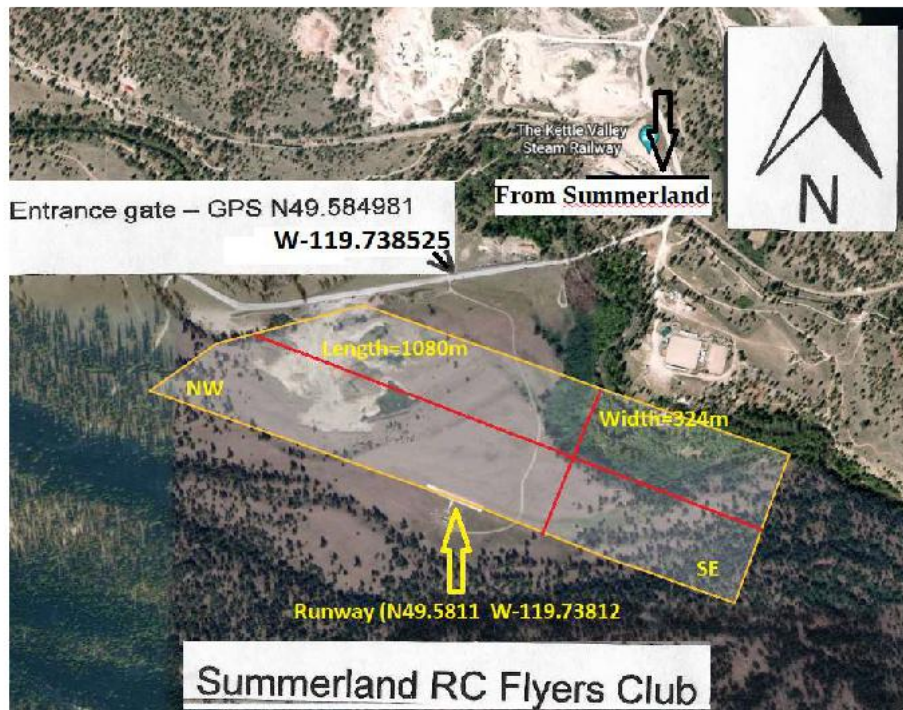 The Kettle Valley
Steam Railway
From Summerland
N
Entrance gate – GPS N49.584981
W-119.738525
Length=1080m
NW
Width=324m
SE
Runway (N49.5811 W-119.73812
Summerland RC Flyers Club